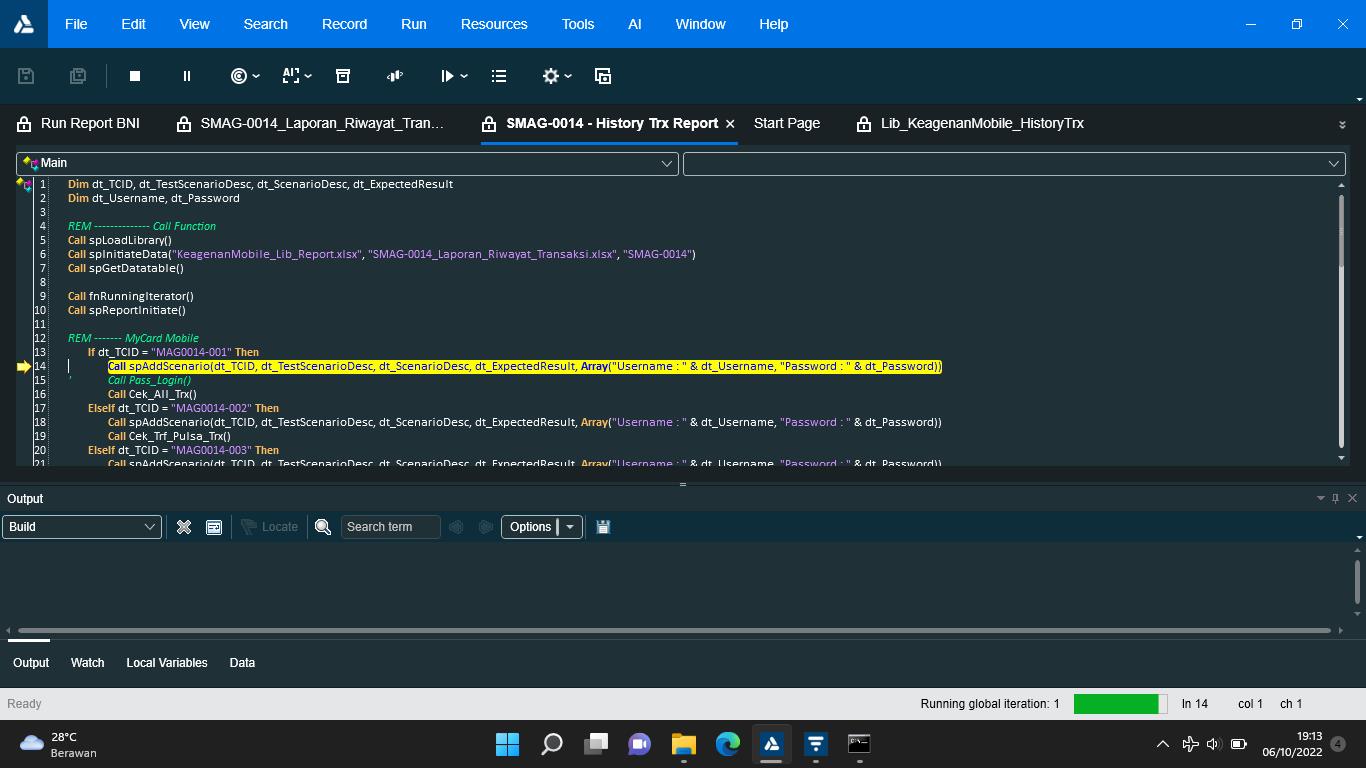 File Edit View Search Record Run Resources Tools AI Window Help
Run Report BNI SMAG-0014_Laporan_Riwayat_Tran... SMAG-0014 - History Trx Report × Start Page Lib_KeagenanMobile_HistoryTrx
Main
1 Dim dt_TCID, dt_TestScenarioDesc, dt_ScenarioDesc, dt_ExpectedResult
2 Dim dt_Username, dt_Password
3
4 REM -------------- Call Function
5 Call spLoadLibrary()
6 Call spInitiateData("KeagenanMobile_Lib_Report.xlsx", "SMAG-0014_Laporan_Riwayat_Transaksi.xlsx", "SMAG-0014")
7 Call spGetDatatable()
8
9 Call fnRunningIterator()
10 Call spReportInitiate()
11
12 REM ------- MyCard Mobile
13 If dt_TCID = "MAG0014-001" Then
14 Call spAddScenario(dt_TCID, dt_TestScenarioDesc, dt_ScenarioDesc, dt_ExpectedResult, Array("Username : " & dt_Username, "Password : " & dt_Password))
15 ' Call Pass_Login()
16 Call Cek_All_Trx()
17 ElseIf dt_TCID = "MAG0014-002" Then
18 Call spAddScenario(dt_TCID, dt_TestScenarioDesc, dt_ScenarioDesc, dt_ExpectedResult, Array("Username : " & dt_Username, "Password : " & dt_Password))
19 Call Cek_Trf_Pulsa_Trx()
20 ElseIf dt_TCID = "MAG0014-003" Then
21 Call spAddScenario(dt_TCID, dt_TestScenarioDesc, dt_ScenarioDesc, dt_ExpectedResult, Array("Username : " & dt_Username, "Password : " & dt_Password))
Output
Build Locate Search term Options
Output Watch Local Variables Data
Ready Running global iteration: 1 ln 14 col 1 ch 1
28°C
Berawan
19:13
06/10/2022
4